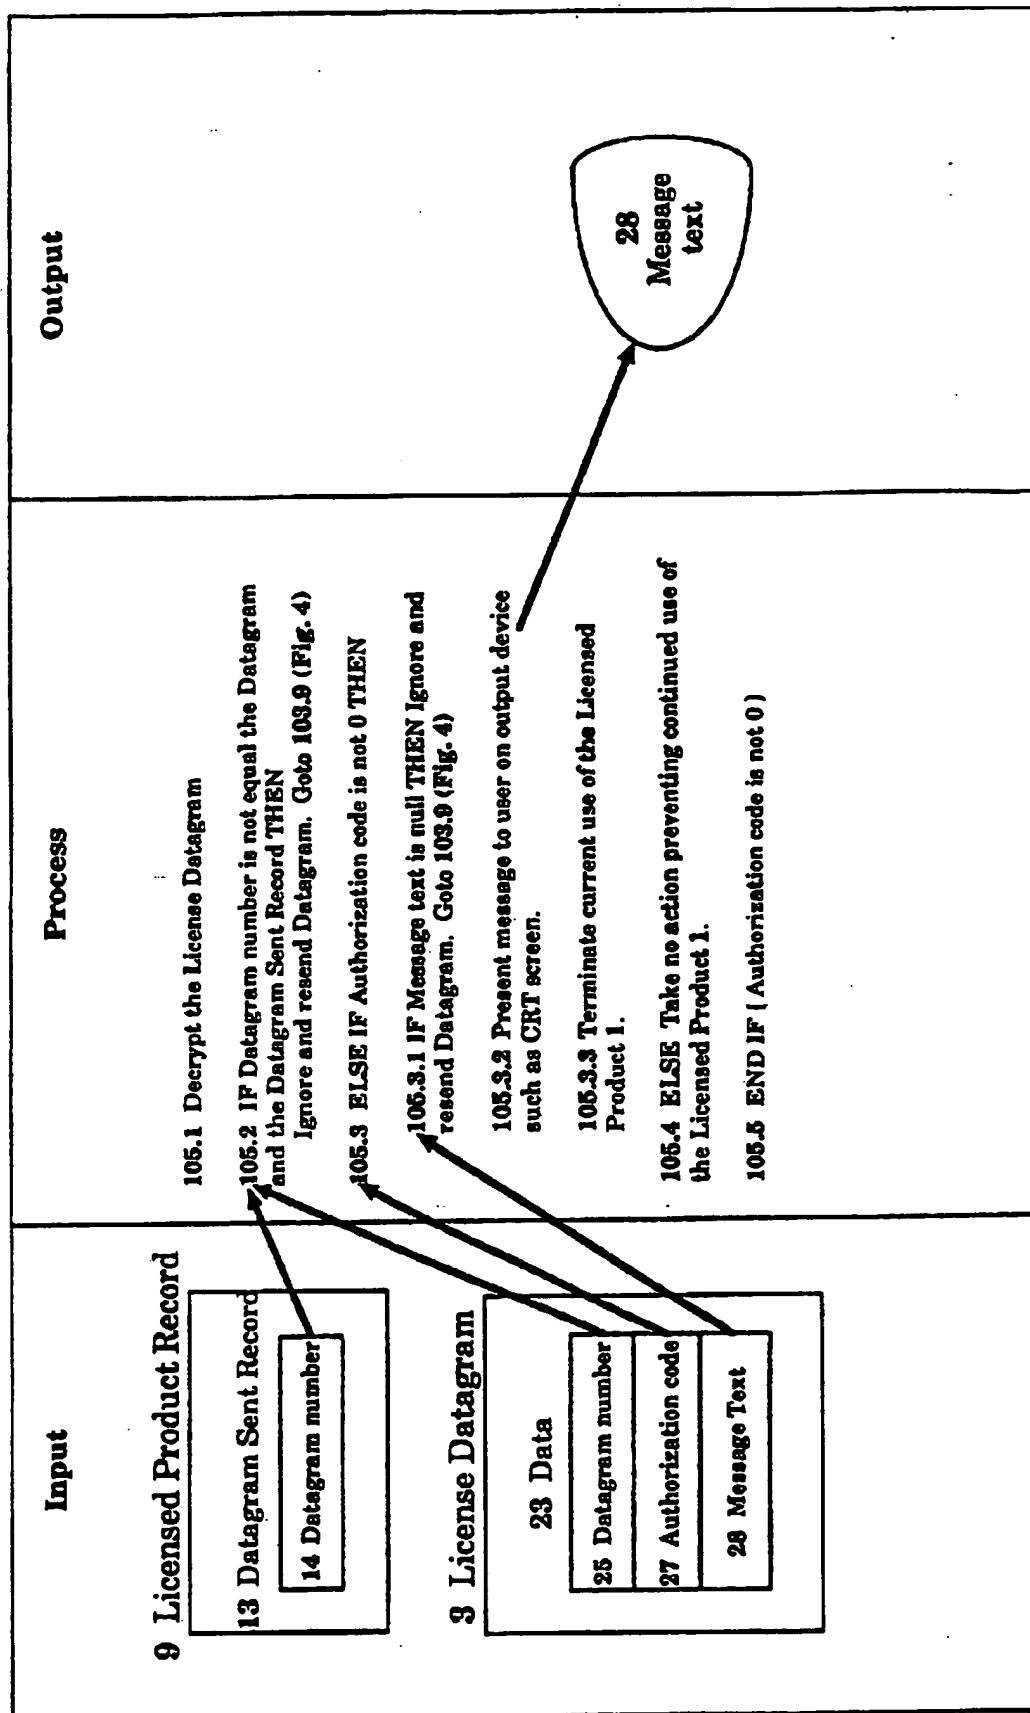 Input
Process
Output
9 Licensed Product Record
13 Datagram Sent Record
14 Datagram number
3 License Datagram
23 Data
25 Datagram number
27 Authorization code
28 Message Text
105.1 Decrypt the License Datagram
105.2 IF Datagram number is not equal the Datagram
and the Datagram Sent Record THEN
Ignore and resend Datagram. Goto 103.9 (Fig. 4)
105.3 ELSE IF Authorization code is not 0 THEN
105.3.1 IF Message text is null THEN Ignore and
resend Datagram. Goto 103.9 (Fig. 4)
105.3.2 Present message to user on output device
such as CRT screen.
105.3.3 Terminate current use of the Licensed
Product 1.
105.4 ELSE Take no action preventing continued use of
the Licensed Product 1.
105.5 END IF ( Authorization code is not 0 )
28
Message
text